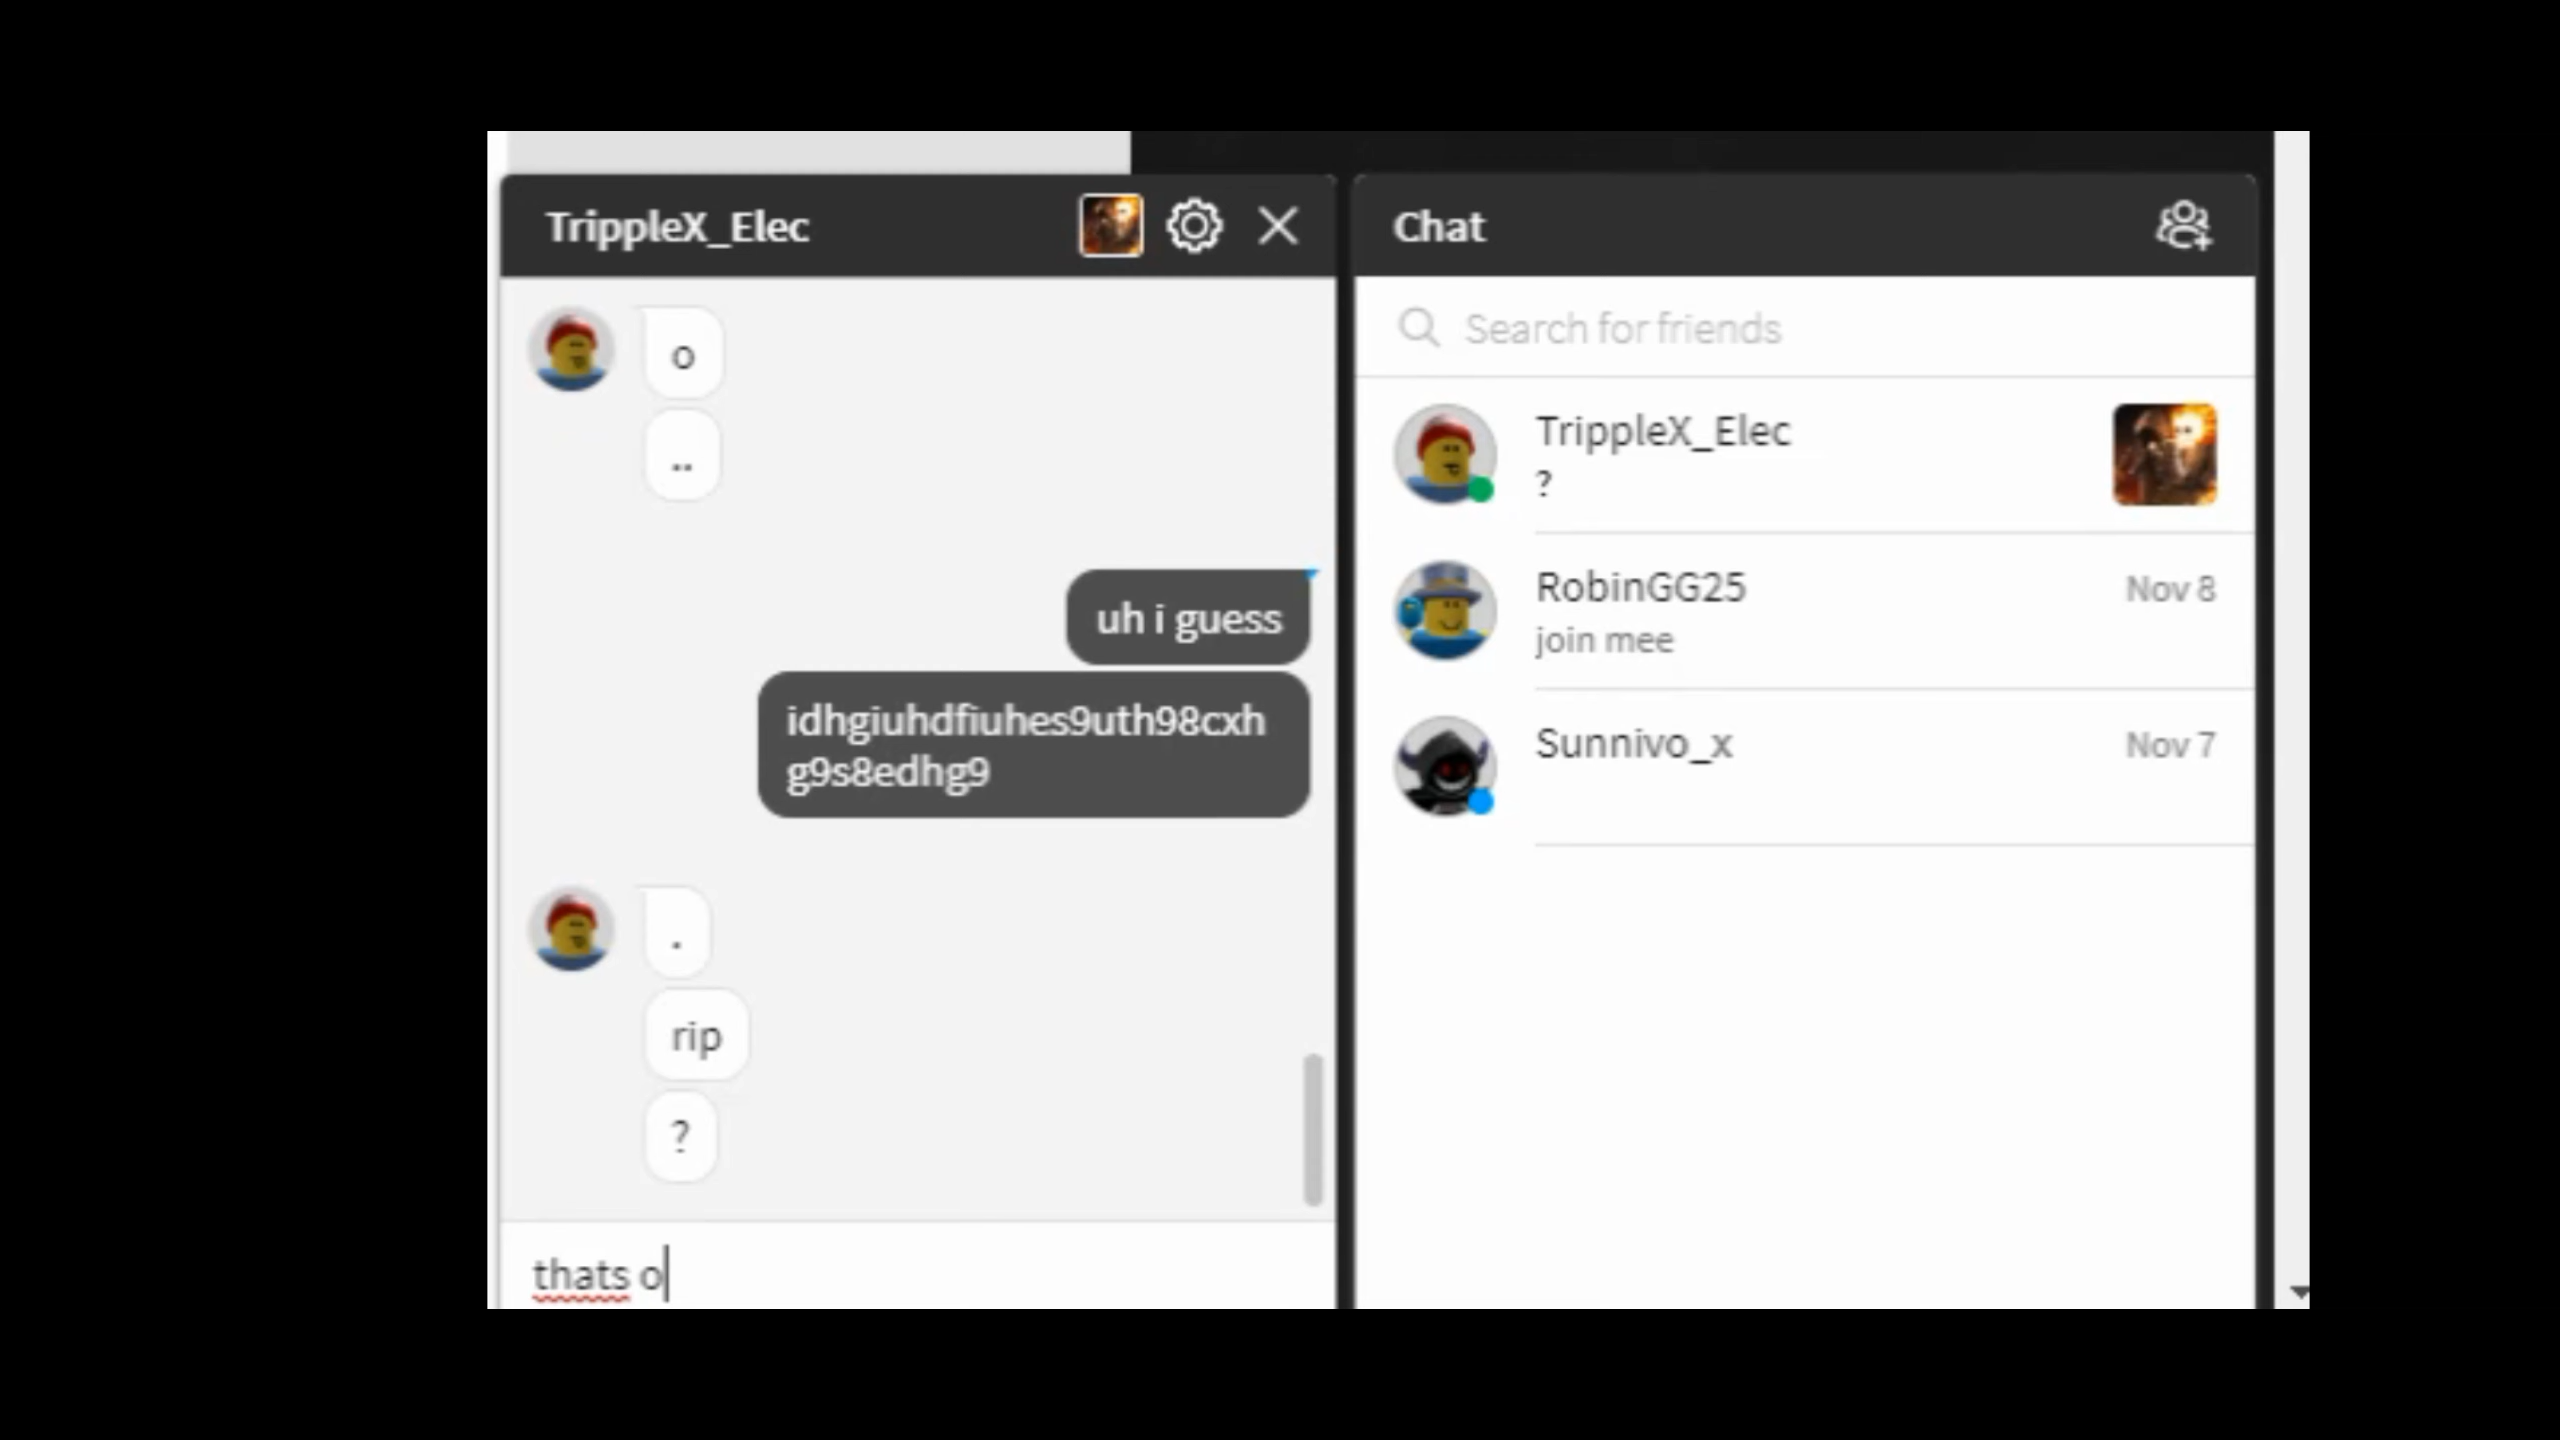 TrippleX_Elec
o
..
uh i guess
idhgiuhdfiuhes9uth98cxh
g9s8edhg9
.
rip
?
thats o
Chat
Search for friends
TrippleX_Elec
?
RobinGG25
Nov 8
join mee
Sunnivo_x
Nov 7